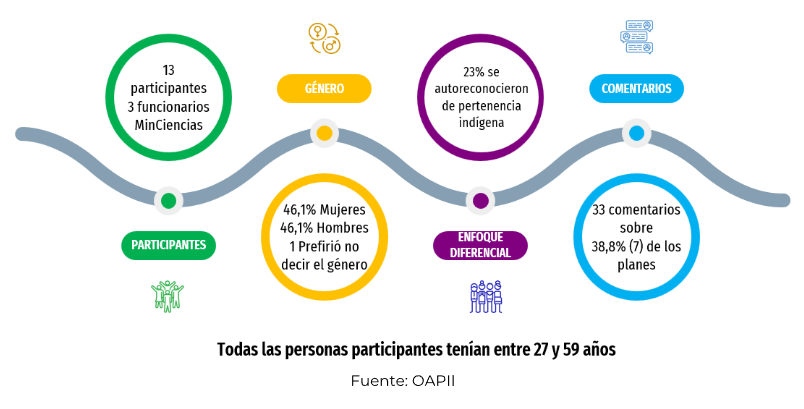 13
participantes
3 funcionarios
MinCiencias
PARTICIPANTES
GÉNERO
46,1% Mujeres
46,1% Hombres
1 Prefirió no
decir el género
23% se
autoreconocieron
de pertenencia
indígena
ENFOQUE
DIFERENCIAL
COMENTARIOS
33 comentarios
sobre
38,8% (7) de los
planes
Todas las personas participantes tenían entre 27 y 59 años
Fuente: OAPII